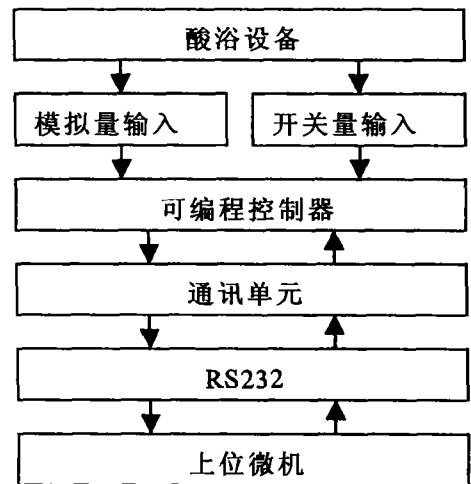 酸浴设备
模拟量输入
开关量输入
可编程控制器
通讯单元
RS232
上位微机